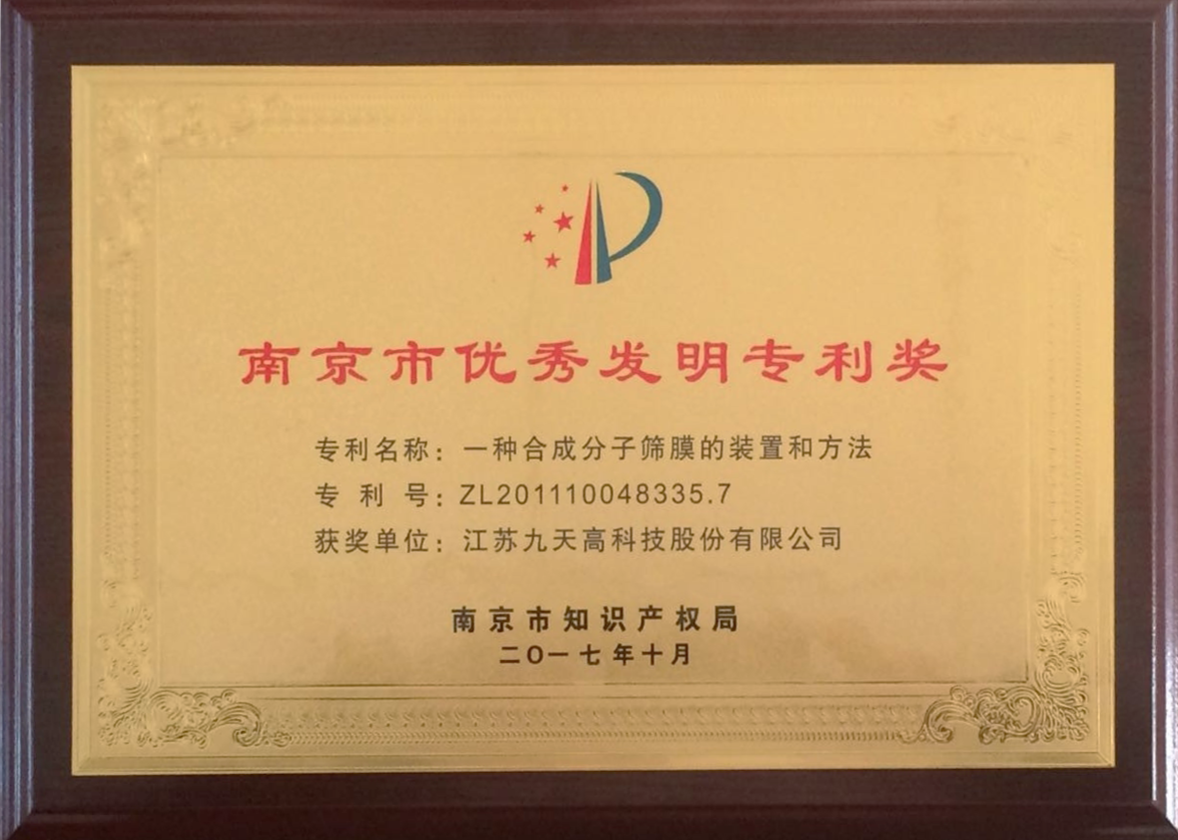 南京市优秀发明专利奖
专利名称：一种合成分子筛膜的装置和方法
专 利 号：ZL201110048335.7
获奖单位：江苏九天高科技股份有限公司
南京市知识产权局
二O一七年十月